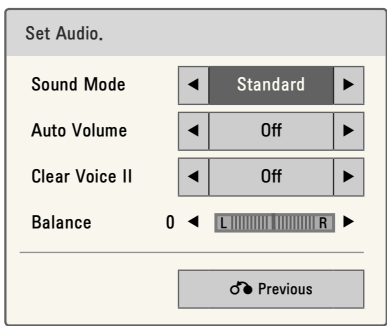 Set Audio.
Sound Mode ◄ Standard ►
Auto Volume ◄ Off ►
Clear Voice II ◄ Off ►
Balance 0 ◄ L R ►
Previous